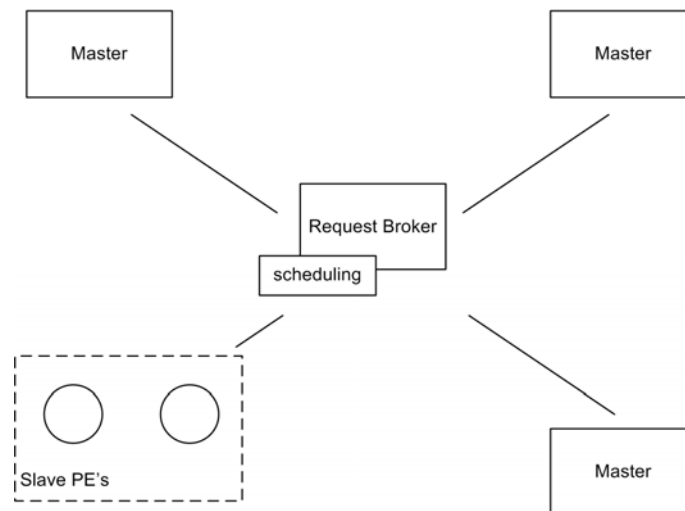 Master
Master
Request Broker
scheduling
Slave PE's
Master